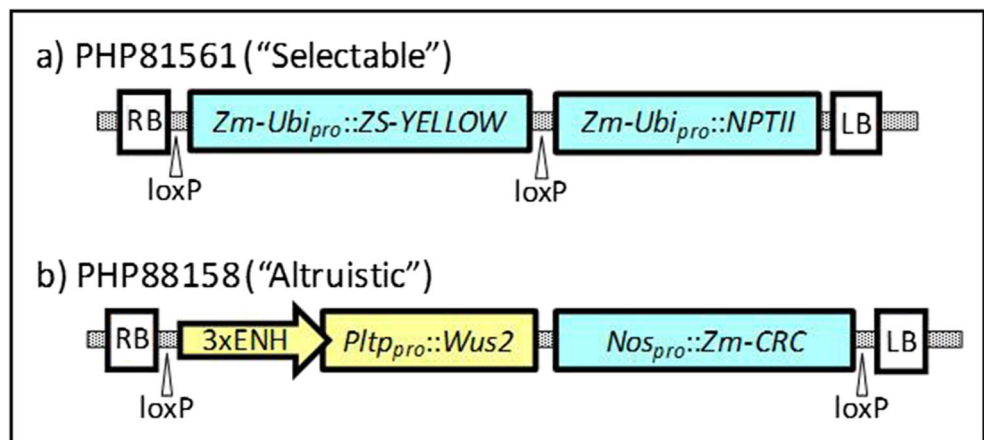 a) PHP81561 (“Selectable”)
RB Zm-Ubipro::ZS-YELLOW Zm-Ubipro::NPTII LB
loxP loxP
b) PHP88158 (“Altruistic”)
RB 3xENH Pltppro::Wus2 Nospro::Zm-CRC LB
loxP loxP